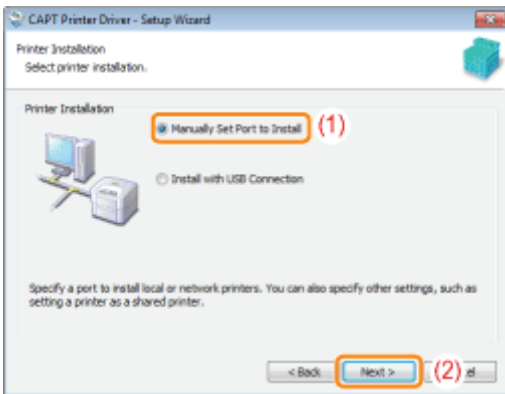 CAPT Printer Driver - Setup Wizard
Printer Installation
Select printer installation.
Printer Installation
Manually Set Port to Install (1)
Install with USB Connection
Specify a port to install local or network printers. You can also specify other settings, such as
setting a printer as a shared printer.
< Back Next > (2) el